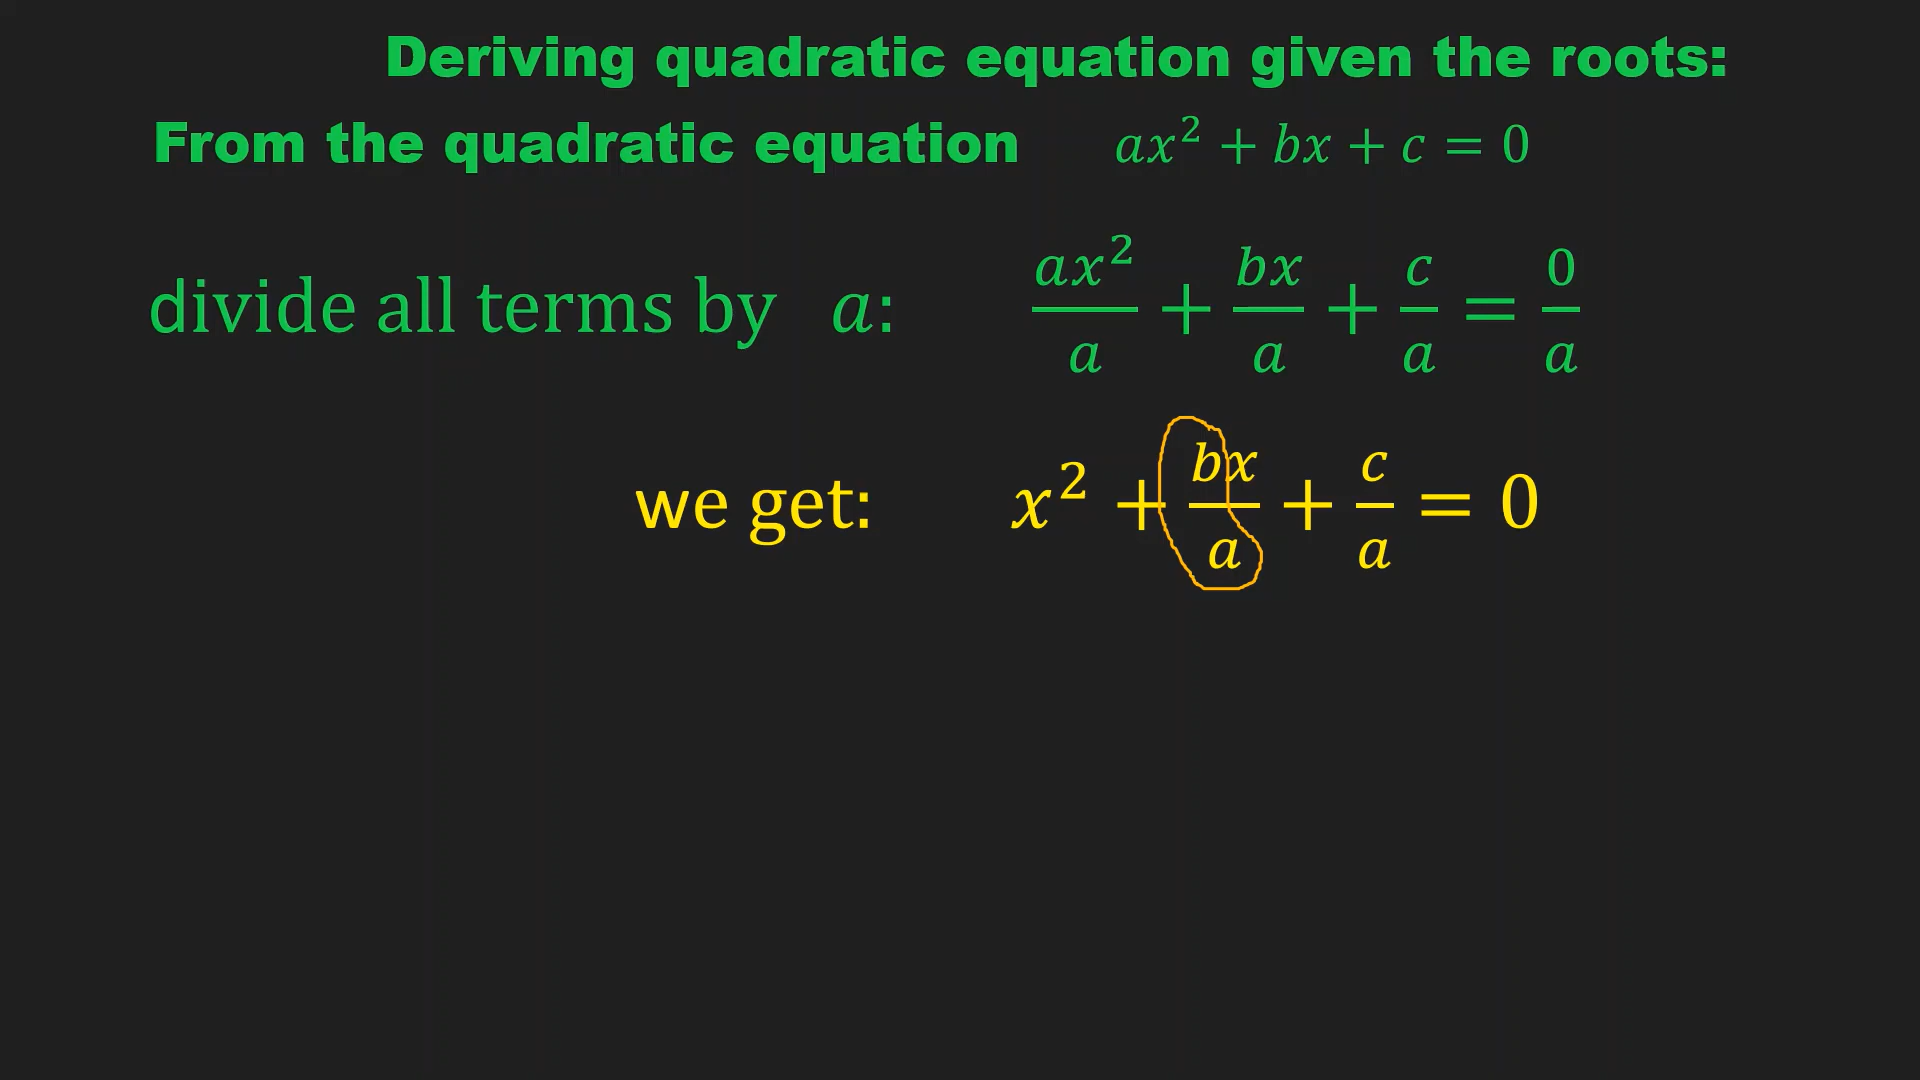 Deriving quadratic equation given the roots:
From the quadratic equation ax² + bx + c = 0
divide all terms by a: ax²/a + bx/a + c/a = 0/a
we get: x² + bx/a + c/a = 0